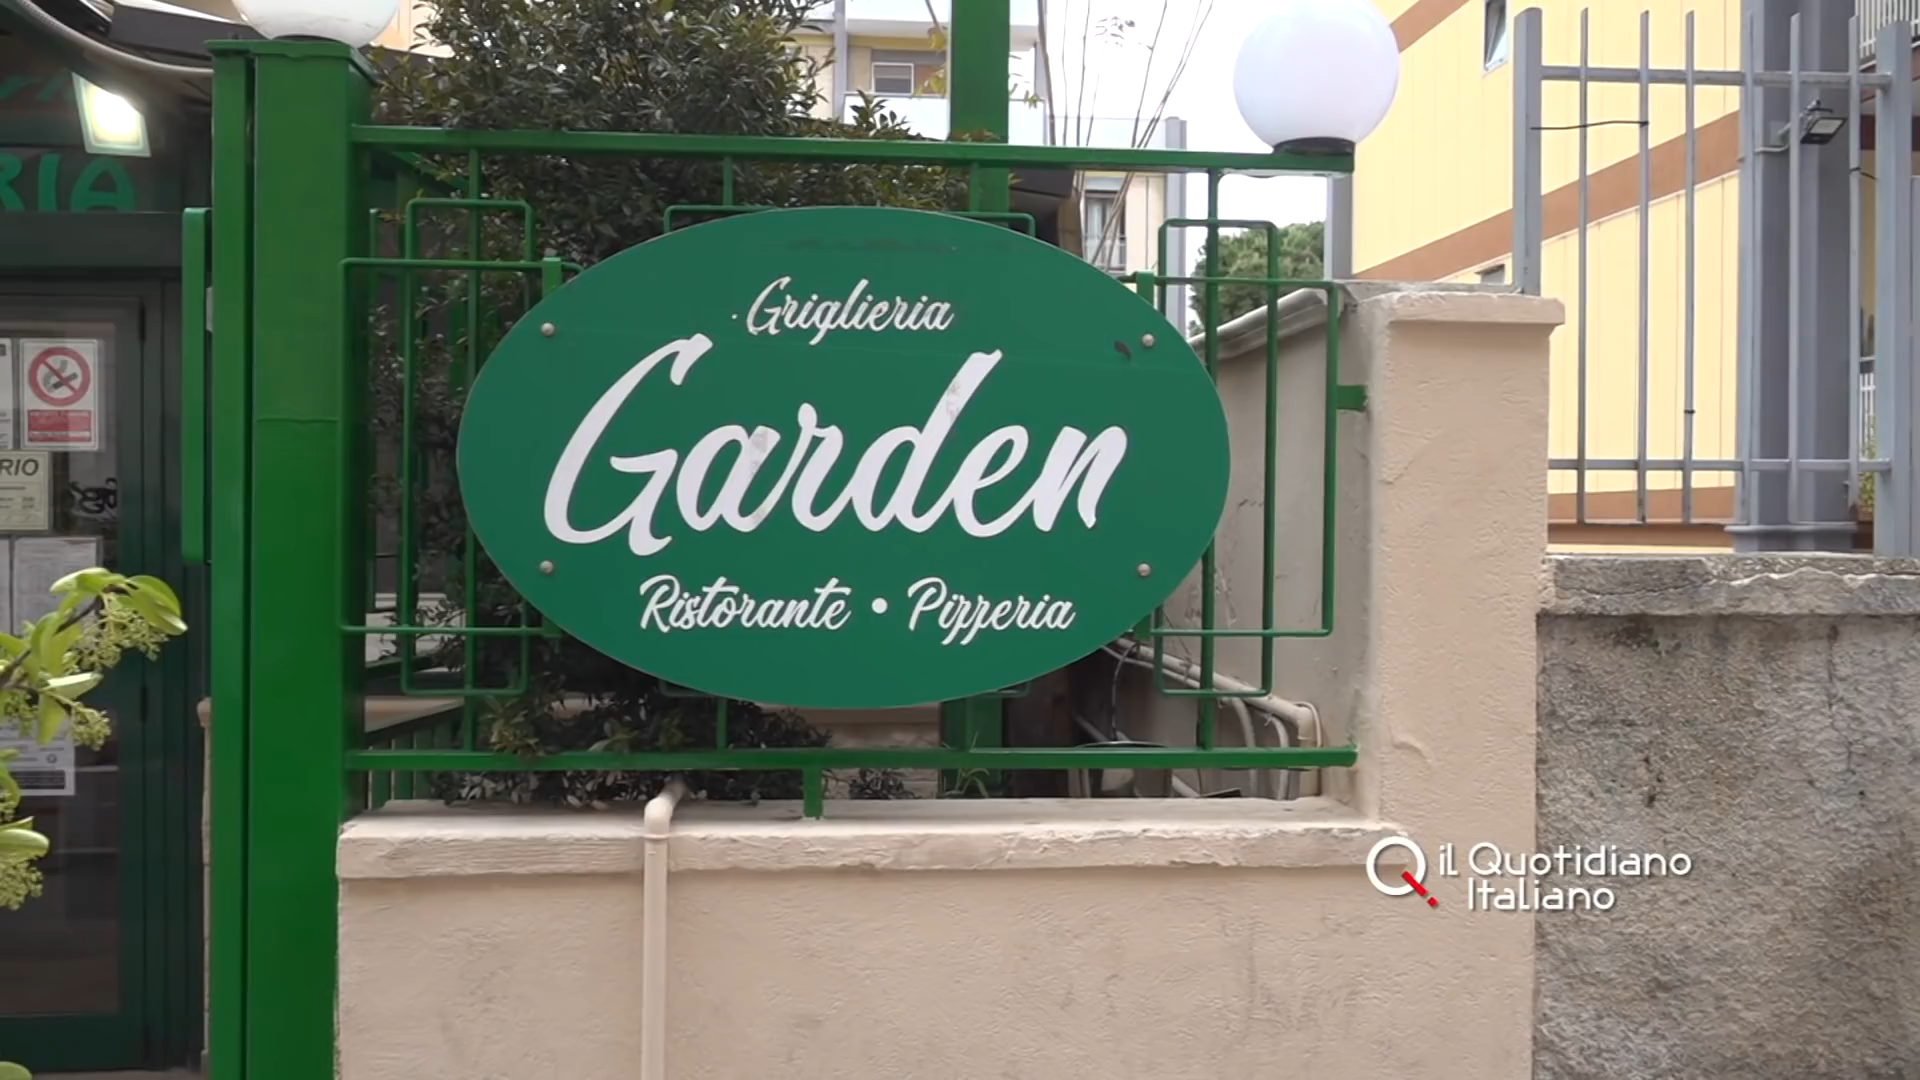 RIA
RIO
Griglieria
Garden
Ristorante • Pizzeria
il Quotidiano
Italiano